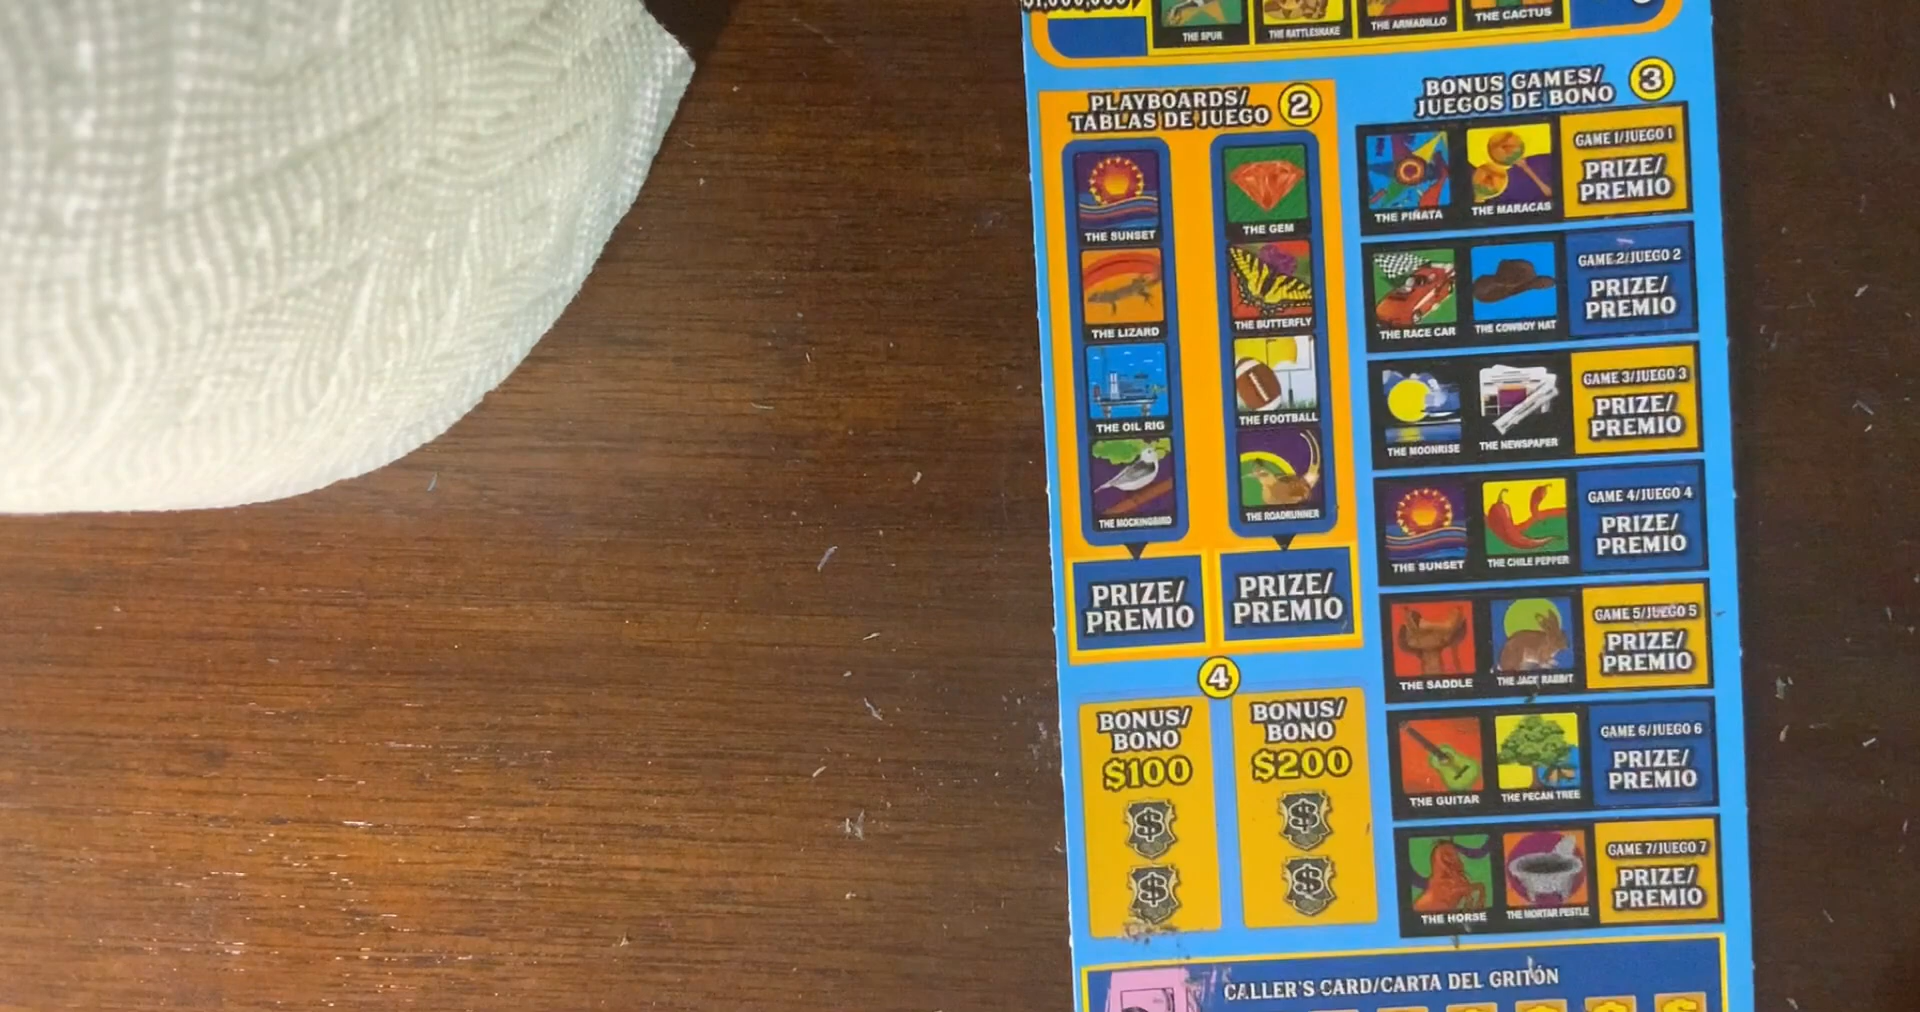 $1,000,000
THE SPUR
THE RATTLESNAKE
THE ARMADILLO
THE CACTUS
PLAYBOARDS/
TABLAS DE JUEGO
2
THE SUNSET
THE LIZARD
THE OIL RIG
THE MOCKINGBIRD
PRIZE/
PREMIO
THE GEM
THE BUTTERFLY
THE FOOTBALL
THE ROADRUNNER
PRIZE/
PREMIO
BONUS GAMES/
JUEGOS DE BONO
3
THE PIÑATA
THE MARACAS
GAME 1/JUEGO 1
PRIZE/
PREMIO
THE RACE CAR
THE COWBOY HAT
GAME 2/JUEGO 2
PRIZE/
PREMIO
THE MOONRISE
THE NEWSPAPER
GAME 3/JUEGO 3
PRIZE/
PREMIO
THE SUNSET
THE CHILE PEPPER
GAME 4/JUEGO 4
PRIZE/
PREMIO
THE SADDLE
THE JACK RABBIT
GAME 5/JUEGO 5
PRIZE/
PREMIO
THE GUITAR
THE PECAN TREE
GAME 6/JUEGO 6
PRIZE/
PREMIO
THE HORSE
THE MORTAR PESTLE
GAME 7/JUEGO 7
PRIZE/
PREMIO
4
BONUS/
BONO
$100
$
$
BONUS/
BONO
$200
$
$
CALLER'S CARD/CARTA DEL GRITÓN